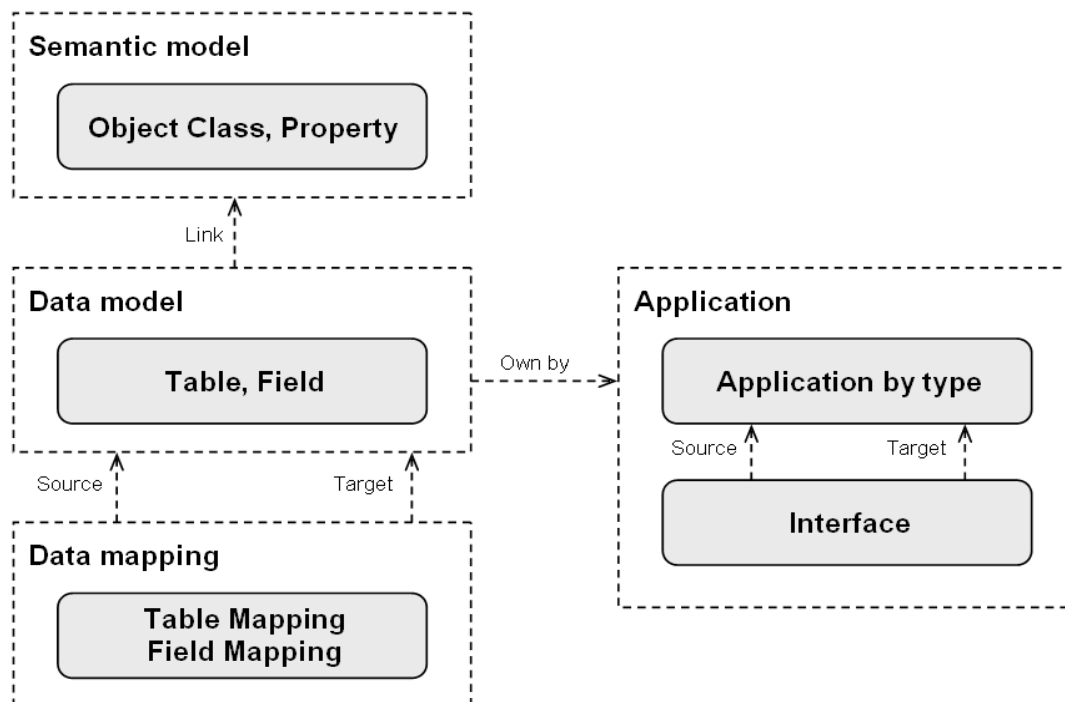 Semantic model
Object Class, Property
Link
Data model
Table, Field
Own by
Application
Application by type
Source
Target
Interface
Source
Target
Data mapping
Table Mapping
Field Mapping